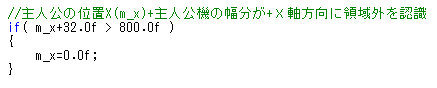 //主人公の位置X(m_x)+主人公機の幅分が+X軸方向に領域外を認識
if( m_x+32.0f > 800.0f )
{
    m_x=0.0f;
}